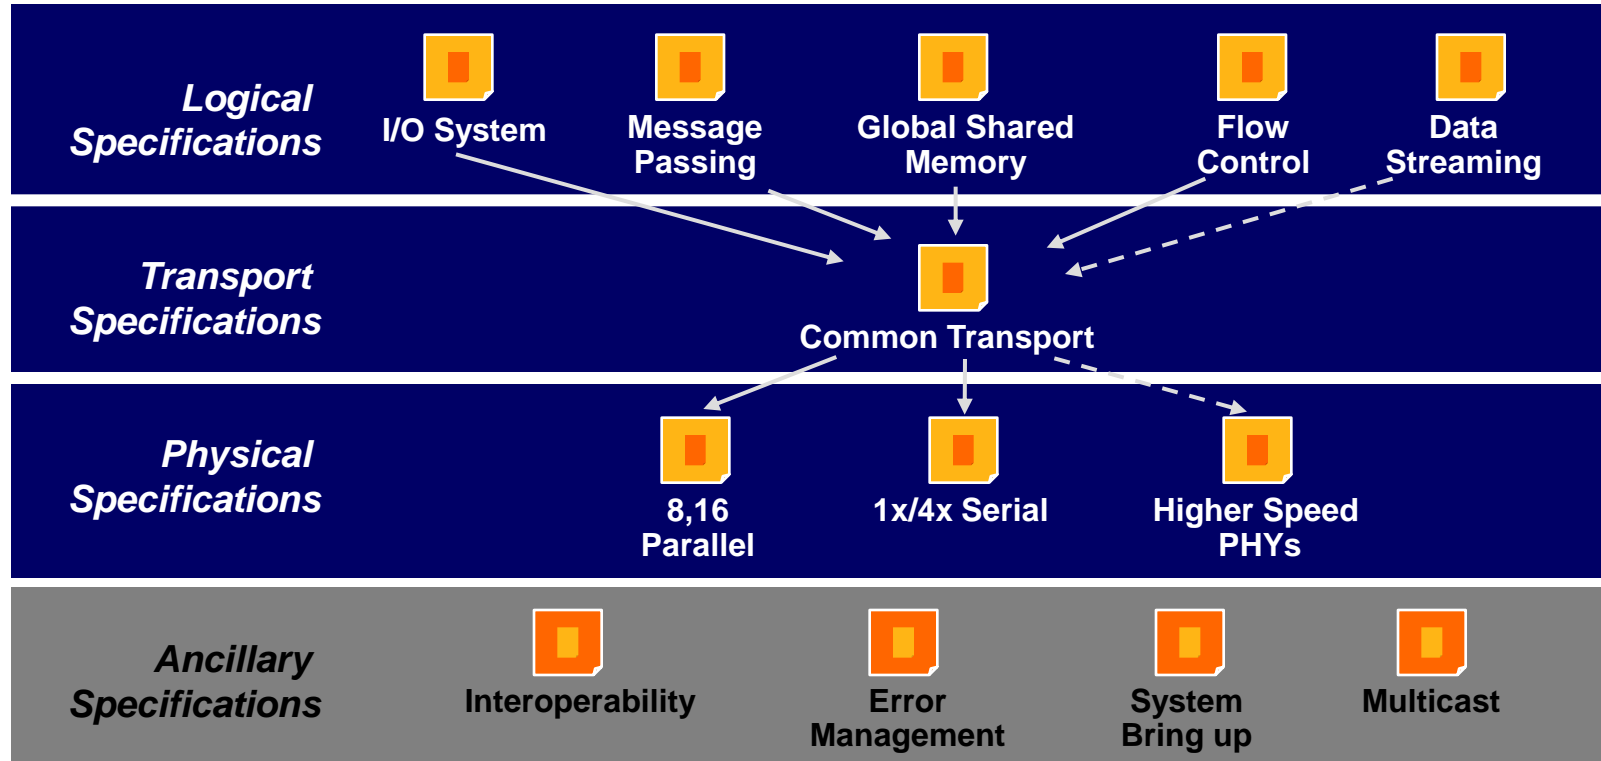 Logical
Specifications
I/O System
Message
Passing
Global Shared
Memory
Flow
Control
Data
Streaming
Transport
Specifications
Common Transport
Physical
Specifications
8,16
Parallel
1x/4x Serial
Higher Speed
PHYs
Ancillary
Specifications
Interoperability
Error
Management
System
Bring up
Multicast